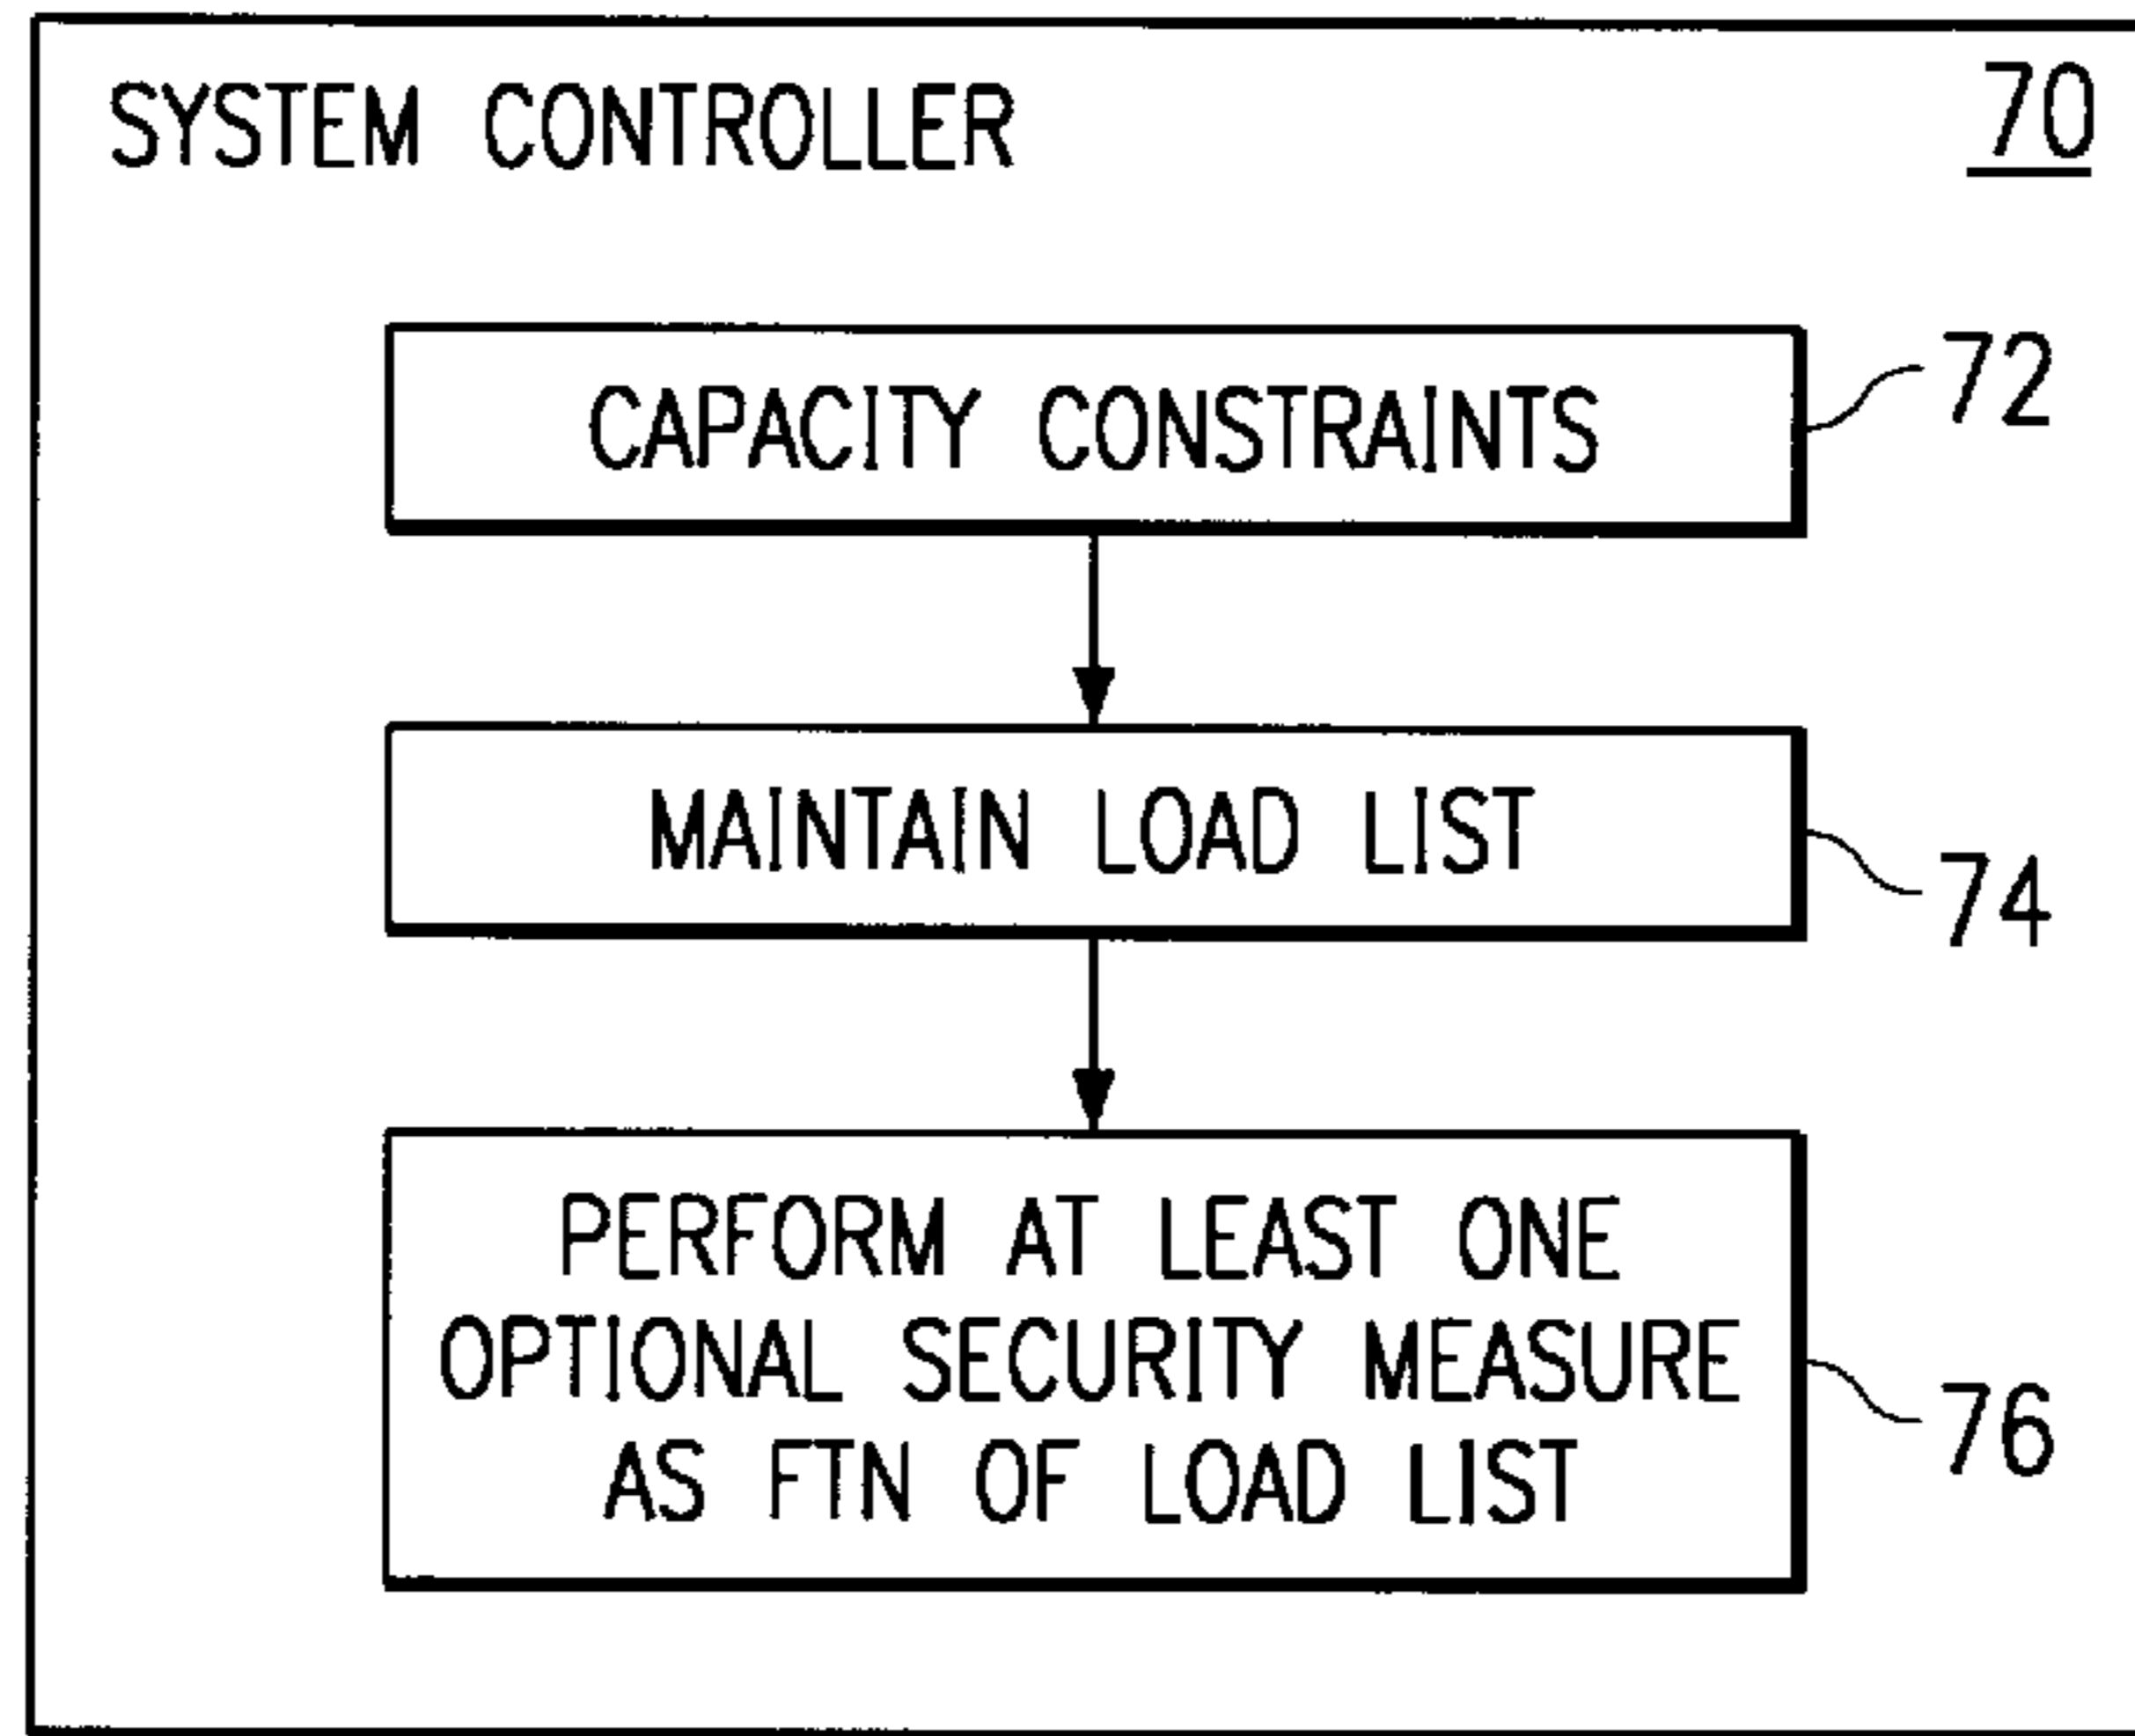 SYSTEM CONTROLLER
70
CAPACITY CONSTRAINTS
72
MAINTAIN LOAD LIST
74
PERFORM AT LEAST ONE
OPTIONAL SECURITY MEASURE
AS FTN OF LOAD LIST
76